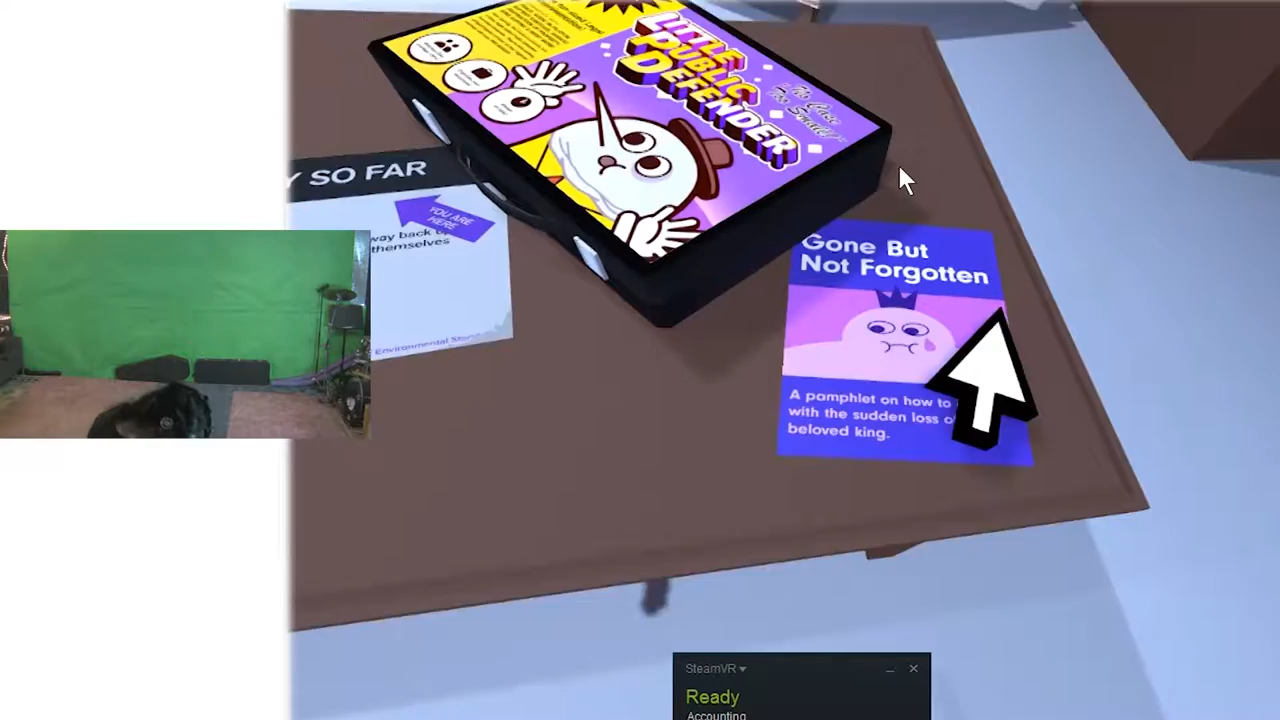 LITTLE
PUBLIC
DEFENDER
No Case
Too Small!
Y SO FAR
YOU ARE
HERE
way back
themselves
Environmental
Gone But
Not Forgotten
A pamphlet on how to
with the sudden loss
beloved king.
SteamVR
Ready
Accounting